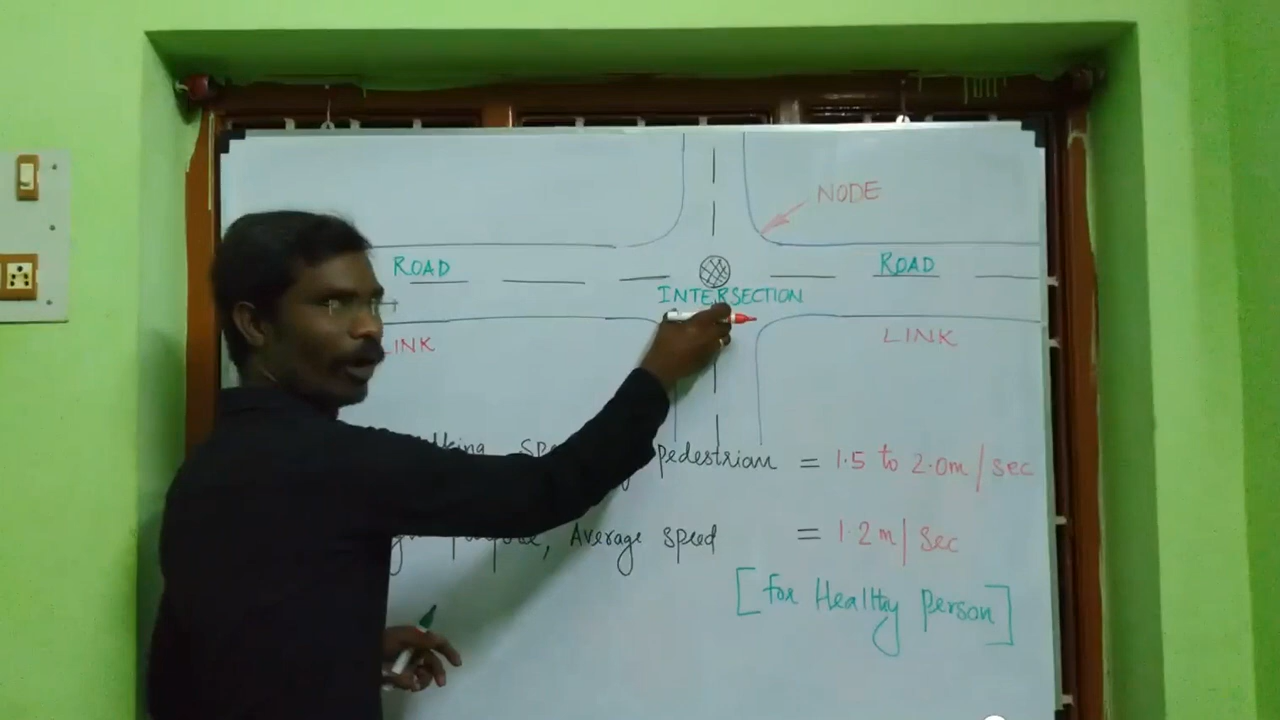 NODE
ROAD
ROAD
INTERSECTION
LINK
LINK
pedestrian = 1.5 to 2.0m/sec
Average speed = 1.2m/sec
[for Healthy person]